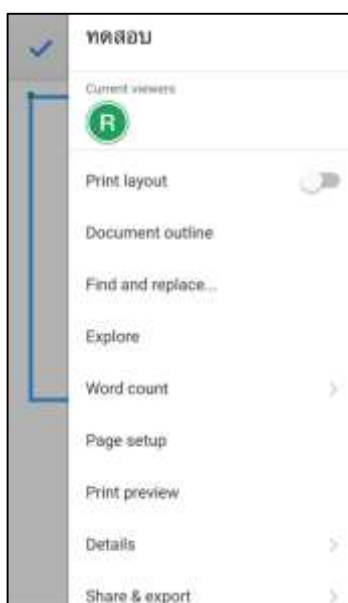 ทดสอบ
Current viewers
R
Print layout
Document outline
Find and replace...
Explore
Word count
Page setup
Print preview
Details
Share & export